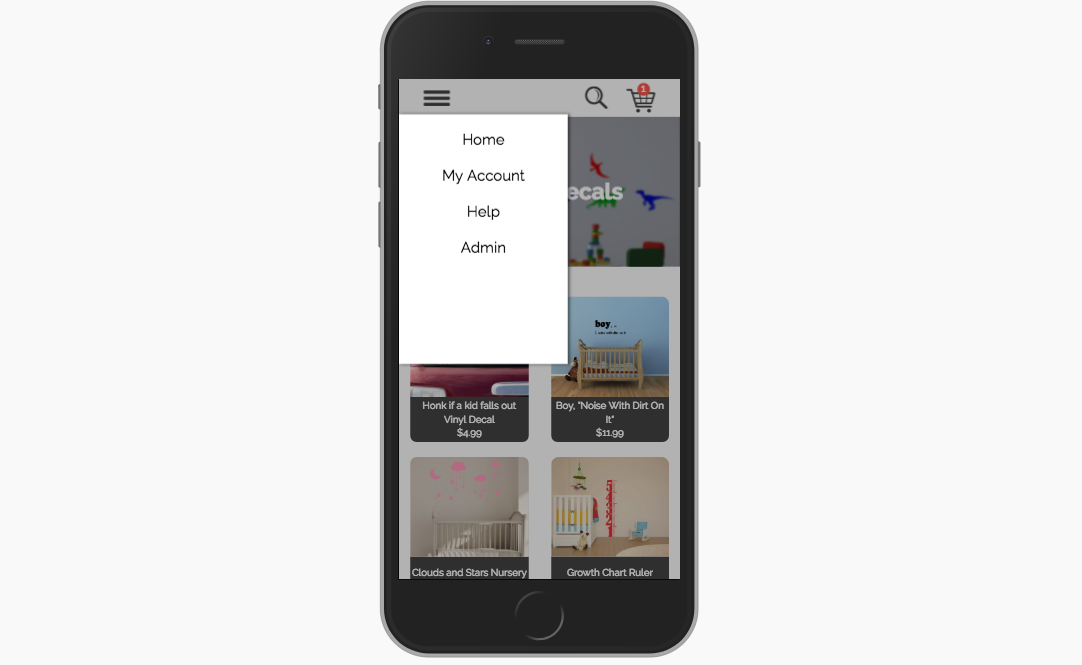 1
Home
My Account
Help
Admin
ecals
boy,
Honk if a kid falls out
Vinyl Decal
$4.99
Boy, "Noise With Dirt On
It"
$11.99
Clouds and Stars Nursery
Growth Chart Ruler